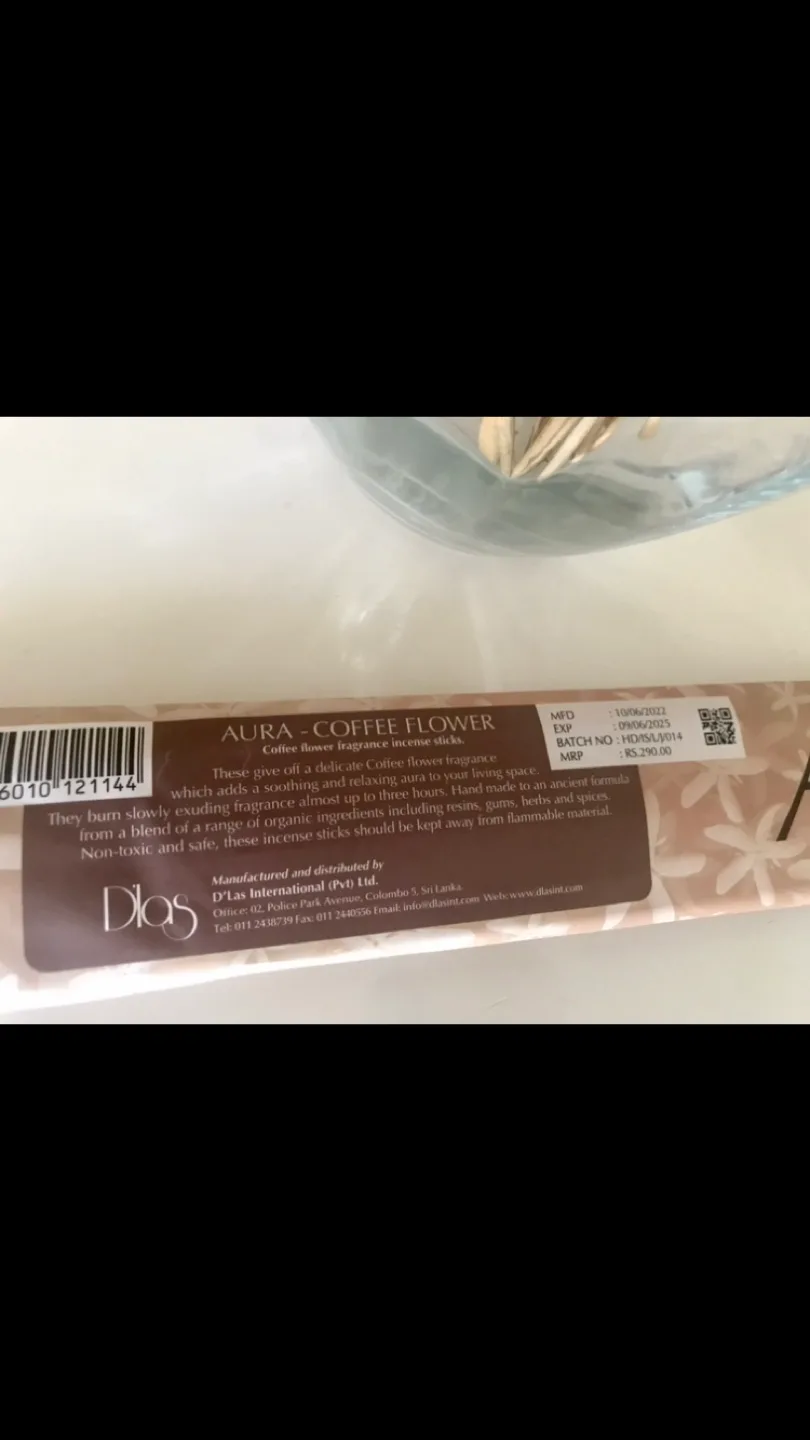 6010 121144
AURA - COFFEE FLOWER
Coffee flower fragrance incense sticks.
These give off a delicate Coffee flower fragrance
which adds a soothing and relaxing aura to your living space.
They burn slowly exuding fragrance almost up to three hours. Hand made to an ancient formula
from a blend of a range of organic ingredients including resins, gums, herbs and spices.
Non-toxic and safe, these incense sticks should be kept away from flammable material.
Dlas
Manufactured and distributed by
D'Las International (Pvt) Ltd.
Office: 02, Police Park Avenue, Colombo 5, Sri Lanka.
Tel: 011 2438739 Fax: 011 2440556 Email: info@dlasint.com Web: www.dlasint.com
MFD : 10/06/2022
EXP : 09/06/2025
BATCH NO : HD/IS/L/J/014
MRP : RS.290.00
A